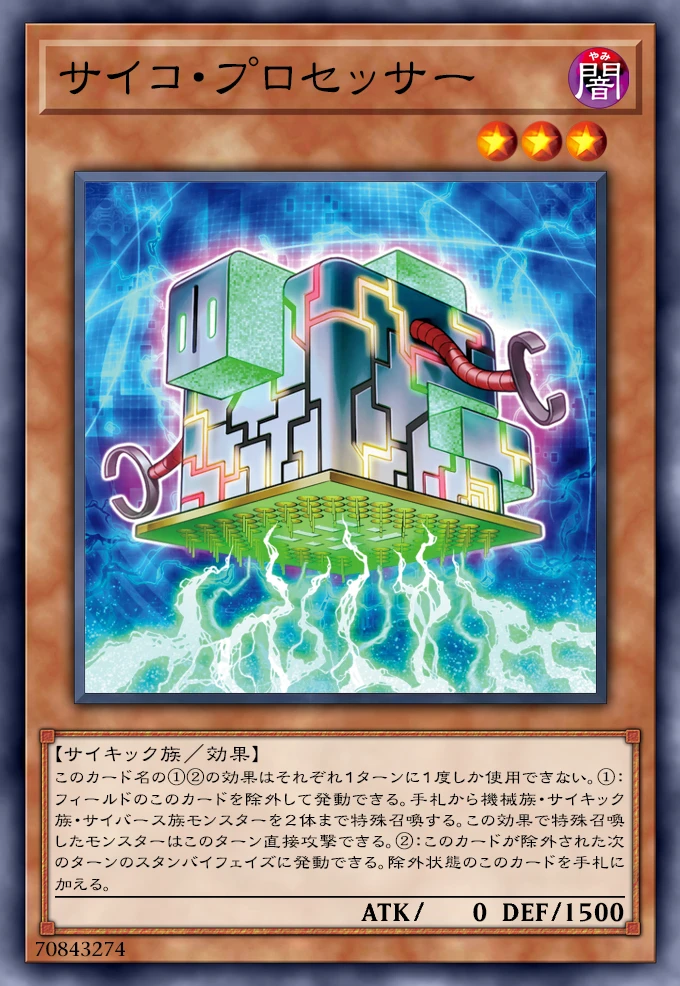 サイコ・プロセッサー
やみ
闇
【サイキック族／効果】
このカード名の①②の効果はそれぞれ１ターンに１度しか使用できない。①：
フィールドのこのカードを除外して発動できる。手札から機械族・サイキック
族・サイバース族モンスターを２体まで特殊召喚する。この効果で特殊召喚
したモンスターはこのターン直接攻撃できる。②：このカードが除外された次
のターンのスタンバイフェイズに発動できる。除外状態のこのカードを手札に
加える。
ATK/ 0 DEF/1500
70843274